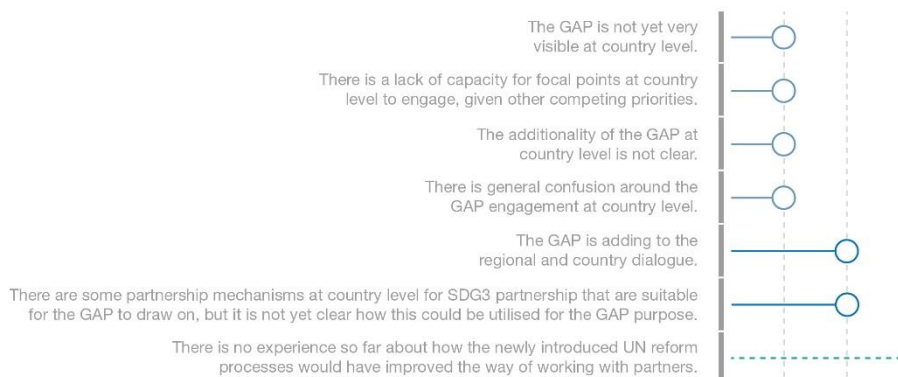 The GAP is not yet very
visible at country level.
There is a lack of capacity for focal points at country
level to engage, given other competing priorities.
The additionality of the GAP at
country level is not clear.
There is general confusion around the
GAP engagement at country level.
The GAP is adding to the
regional and country dialogue.
There are some partnership mechanisms at country level for SDG3 partnership that are suitable
for the GAP to draw on, but it is not yet clear how this could be utilised for the GAP purpose.
There is no experience so far about how the newly introduced UN reform
processes would have improved the way of working with partners.